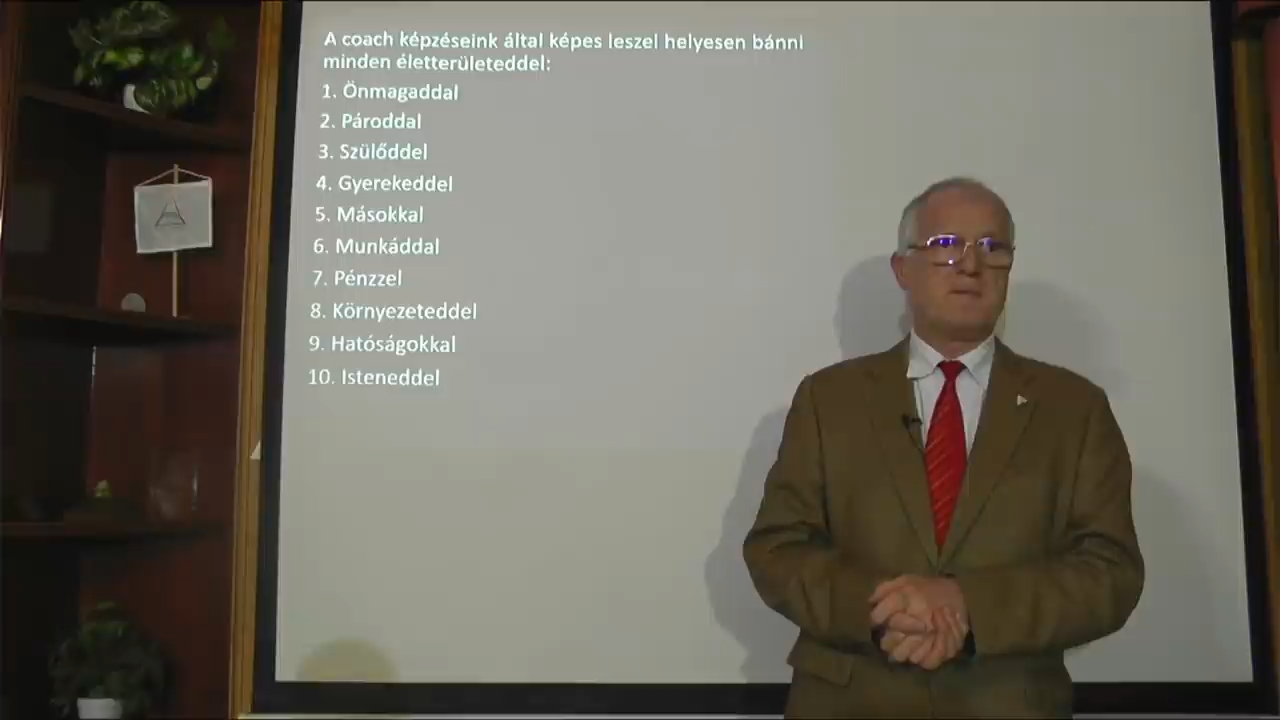 A coach képzéseink által képes leszel helyesen bánni
minden életterületeddel:
1. Önmagaddal
2. Pároddal
3. Szülőddel
4. Gyerekeddel
5. Másokkal
6. Munkáddal
7. Pénzzel
8. Környezeteddel
9. Hatóságokkal
10. Isteneddel